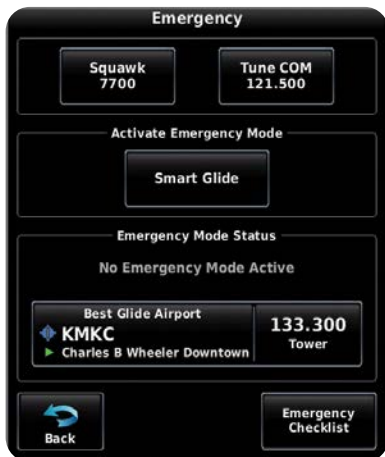 Emergency
Squawk
7700
Tune COM
121.500
Activate Emergency Mode
Smart Glide
Emergency Mode Status
No Emergency Mode Active
Best Glide Airport
KMKC
Charles B Wheeler Downtown
133.300
Tower
Back
Emergency
Checklist